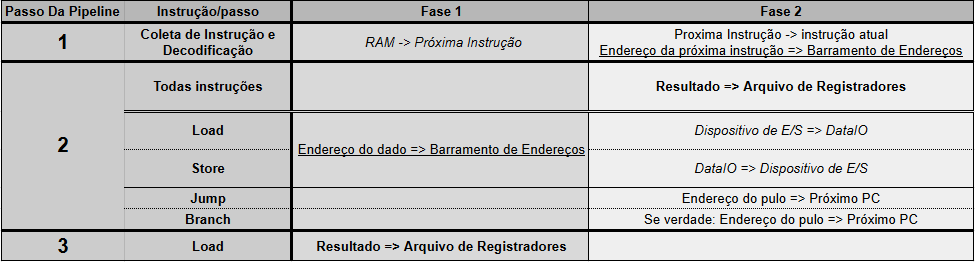 Passo Da Pipeline Instrução/passo Fase 1 Fase 2
1 Coleta de Instrução e Decodificação RAM -> Próxima Instrução Proxima Instrução -> instrução atual
Endereço da próxima instrução => Barramento de Endereços
2 Todas instruções Resultado => Arquivo de Registradores
Load Endereço do dado => Barramento de Endereços Dispositivo de E/S => DataIO
Store DataIO => Dispositivo de E/S
Jump Endereço do pulo => Próximo PC
Branch Se verdade: Endereço do pulo => Próximo PC
3 Load Resultado => Arquivo de Registradores